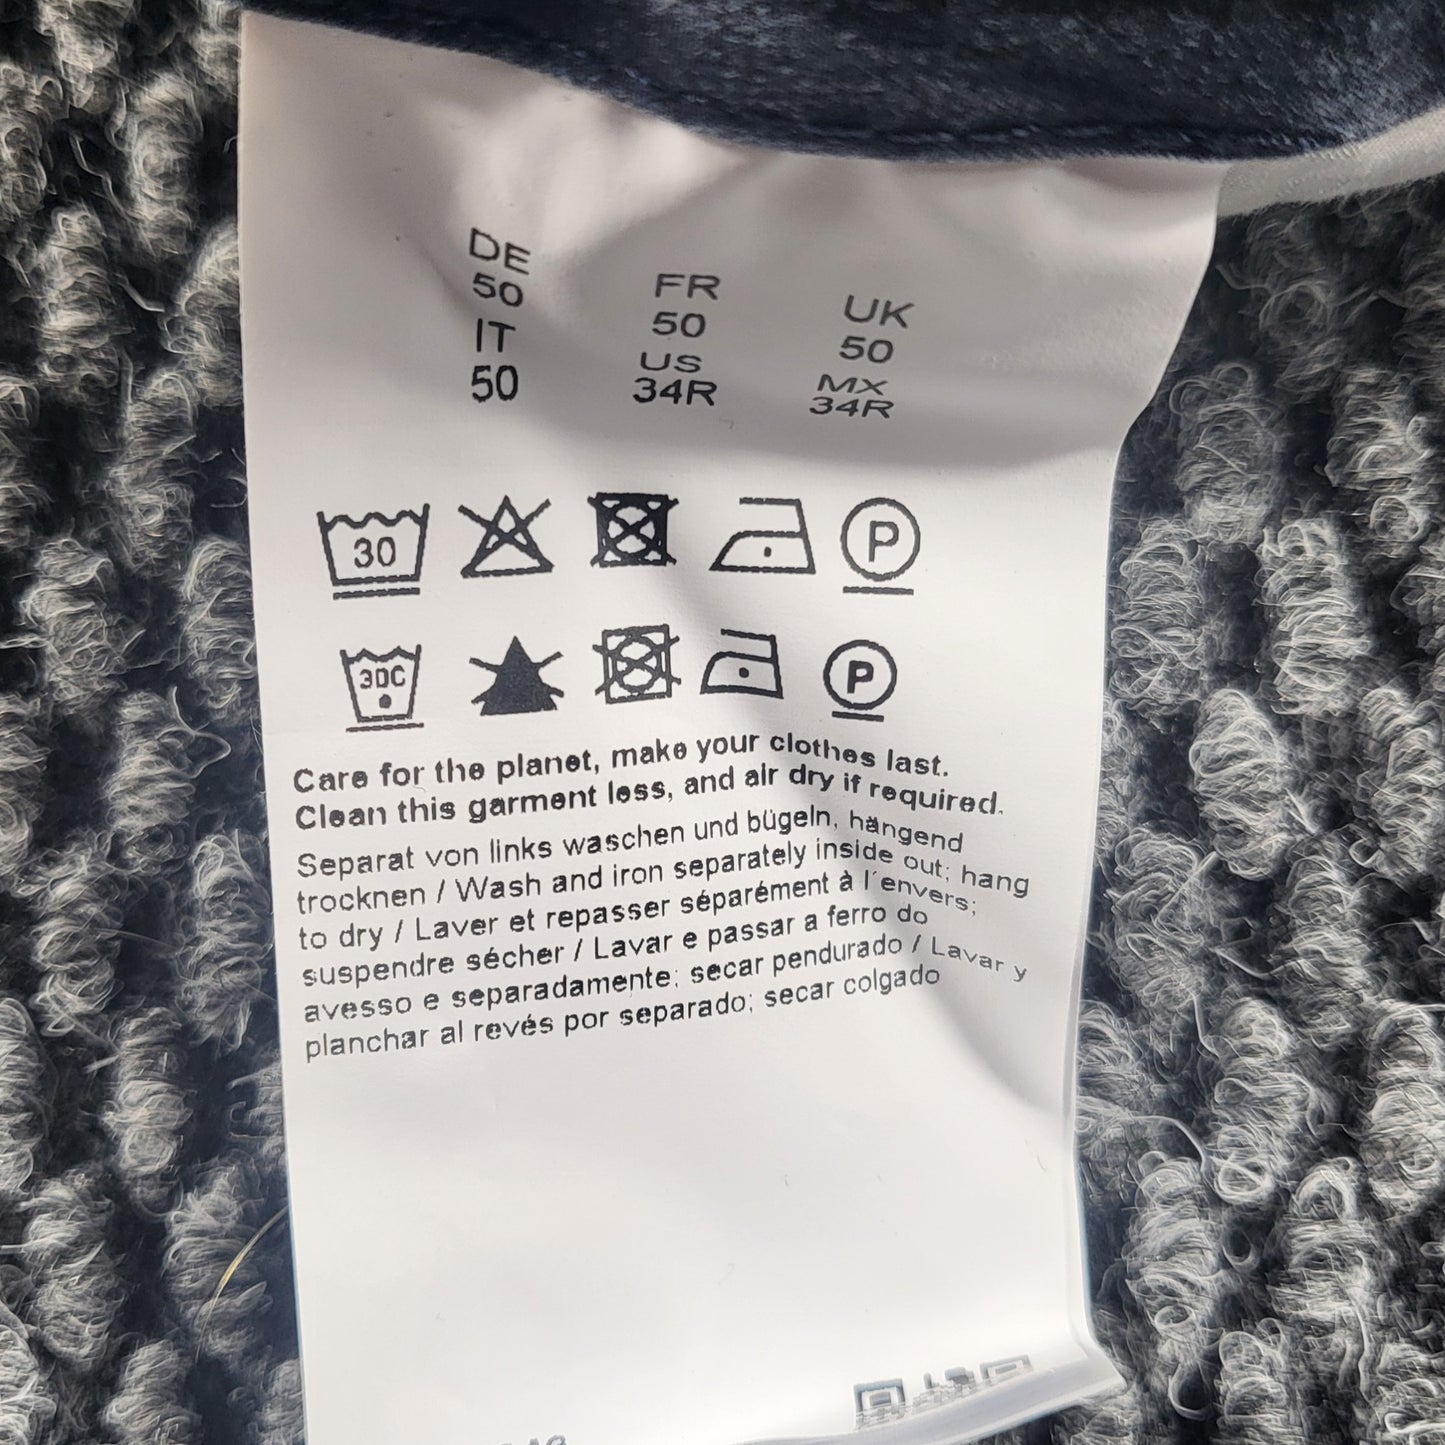 DE FR UK
50 50 50
IT US MX
50 34R 34R
30 P
30C P
Care for the planet, make your clothes last.
Clean this garment less, and air dry if required.
Separat von links waschen und bügeln, hängend
trocknen / Wash and iron separately inside out; hang
to dry / Laver et repasser séparément à l'envers;
suspendre sécher / Lavar e passar a ferro do
avesso e separadamente; secar pendurado / Lavar y
planchar al revés por separado; secar colgado